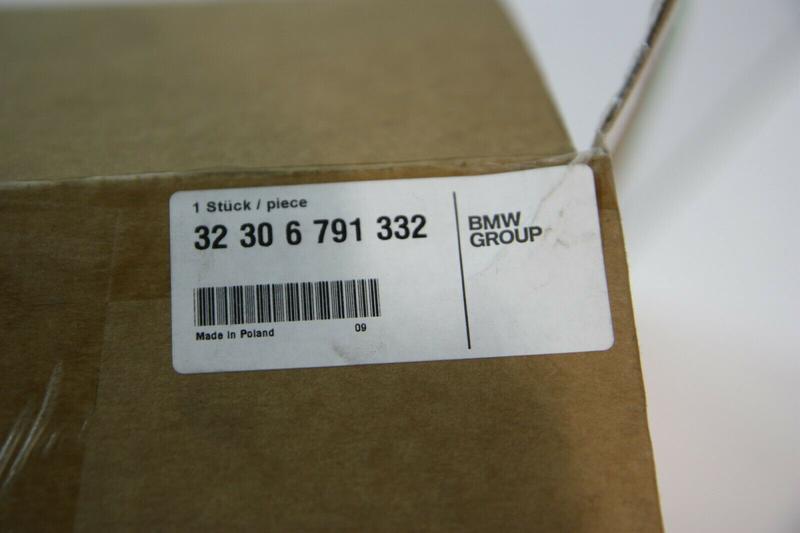 1 Stück / piece
32 30 6 791 332
Made in Poland 09
BMW
GROUP